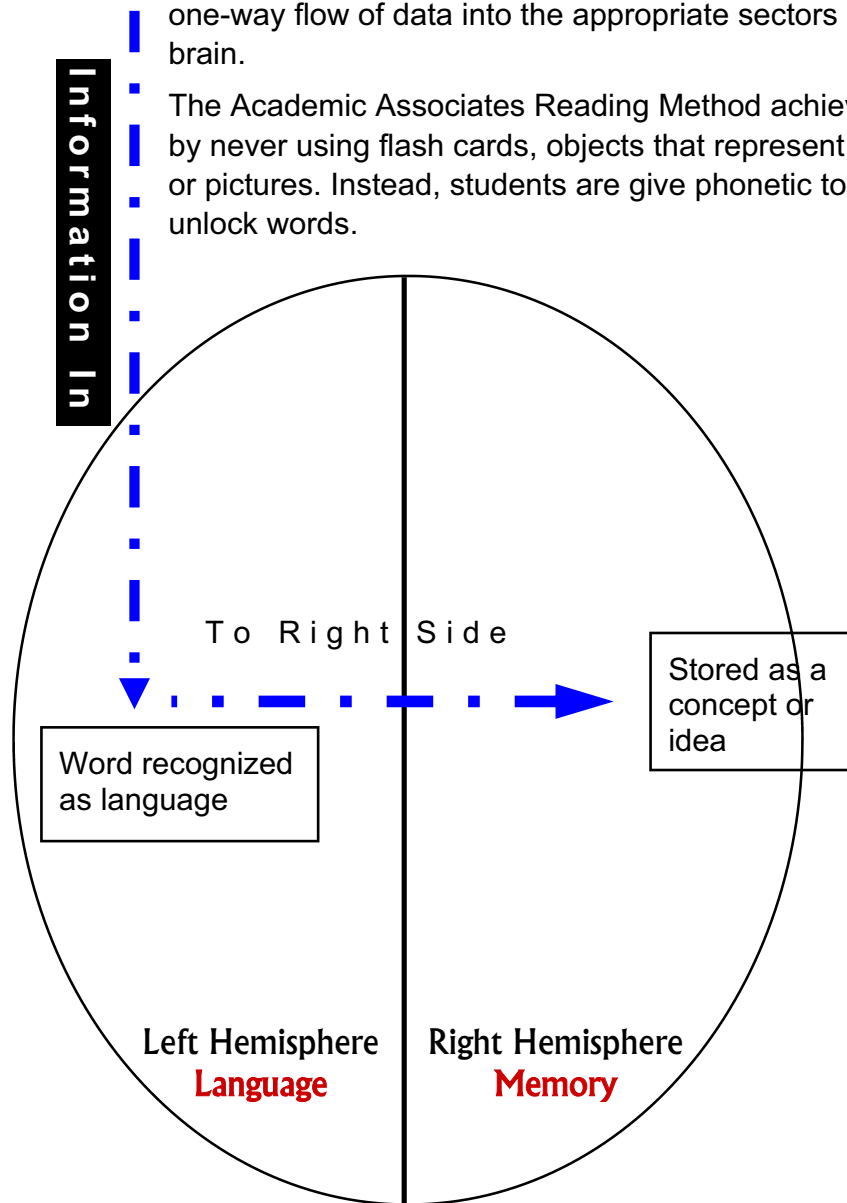 one-way flow of data into the appropriate sectors
brain.
The Academic Associates Reading Method achiev
by never using flash cards, objects that represent
or pictures. Instead, students are give phonetic to
unlock words.
Information In
To Right Side
Stored as a
concept or
idea
Word recognized
as language
Left Hemisphere
Language
Right Hemisphere
Memory